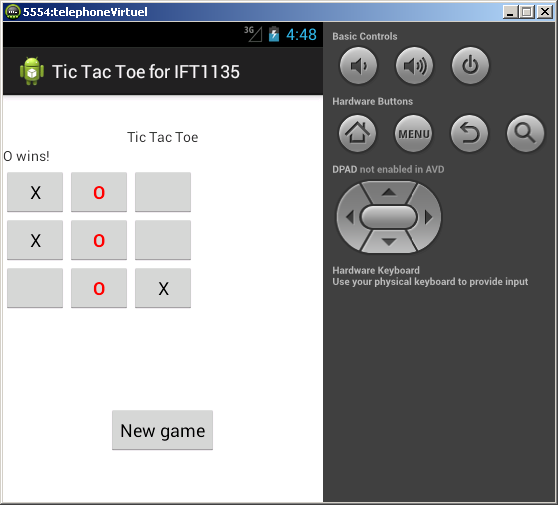 5554:telephoneVirtuel
3G 4:48
Tic Tac Toe for IFT1135
Tic Tac Toe
O wins!
X O
X O
O X
New game
Basic Controls
Hardware Buttons
MENU
DPAD not enabled in AVD
Hardware Keyboard
Use your physical keyboard to provide input